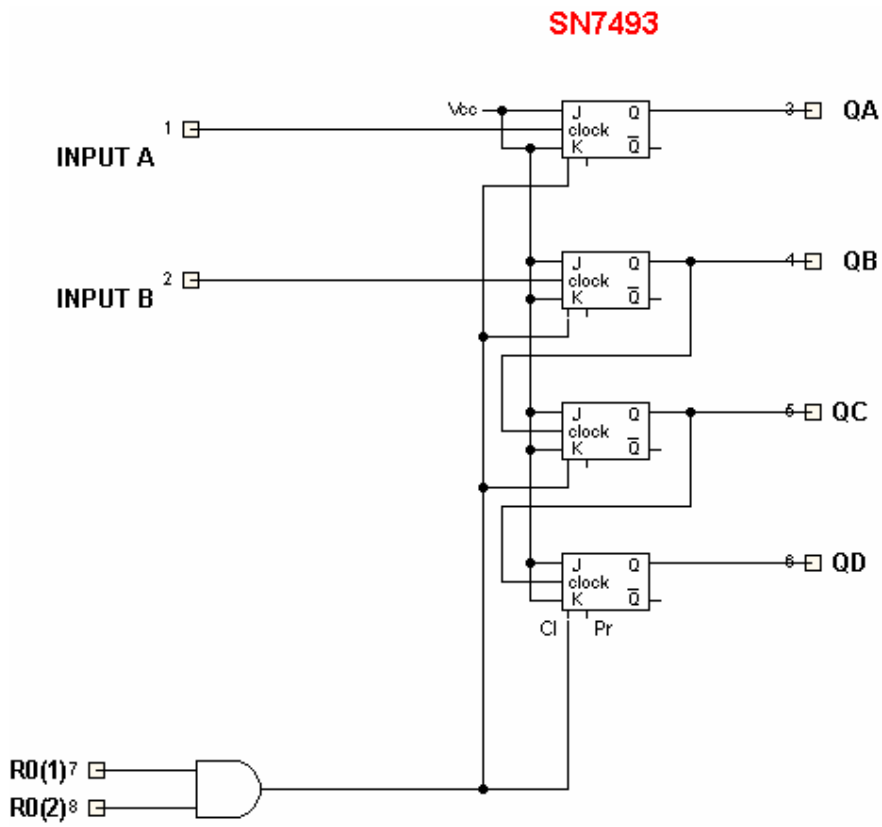 SN7493
Vcc J Q 3 QA
1 clock
INPUT A K Q̅
J Q 4 QB
2 clock
INPUT B K Q̅
J Q 5 QC
clock
K Q̅
J Q 6 QD
clock
K Q̅
Cl Pr
R0(1) 7
R0(2) 8